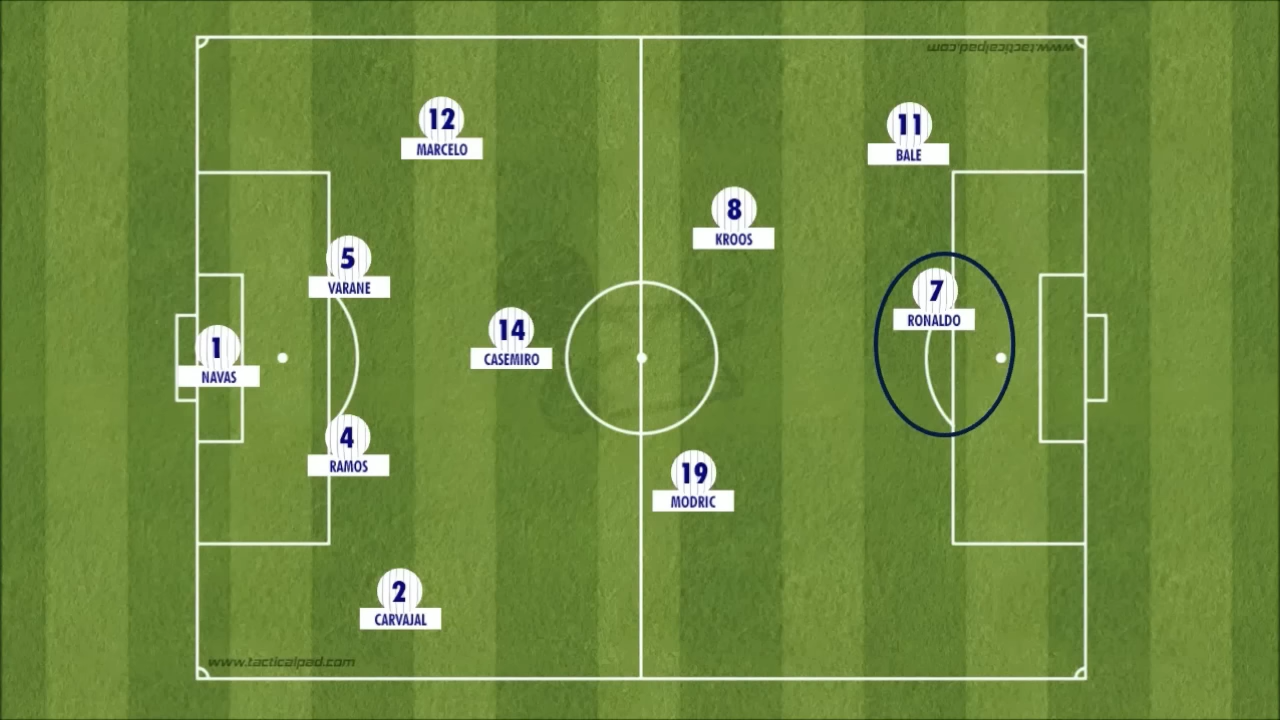 www.tacticalpad.com
12
MARCELO
11
BALE
8
KROOS
5
VARANE
7
RONALDO
14
CASEMIRO
1
NAVAS
4
RAMOS
19
MODRIC
2
CARVAJAL
www.tacticalpad.com